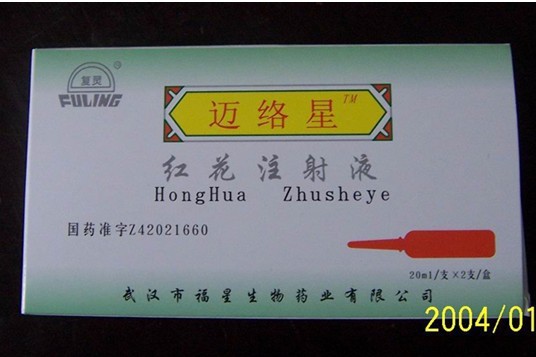 复灵
FULING
迈络星™
红花注射液
HongHua Zhusheye
国药准字Z42021660
20ml/支×2支/盒
武汉市福星生物药业有限公司
2004/01